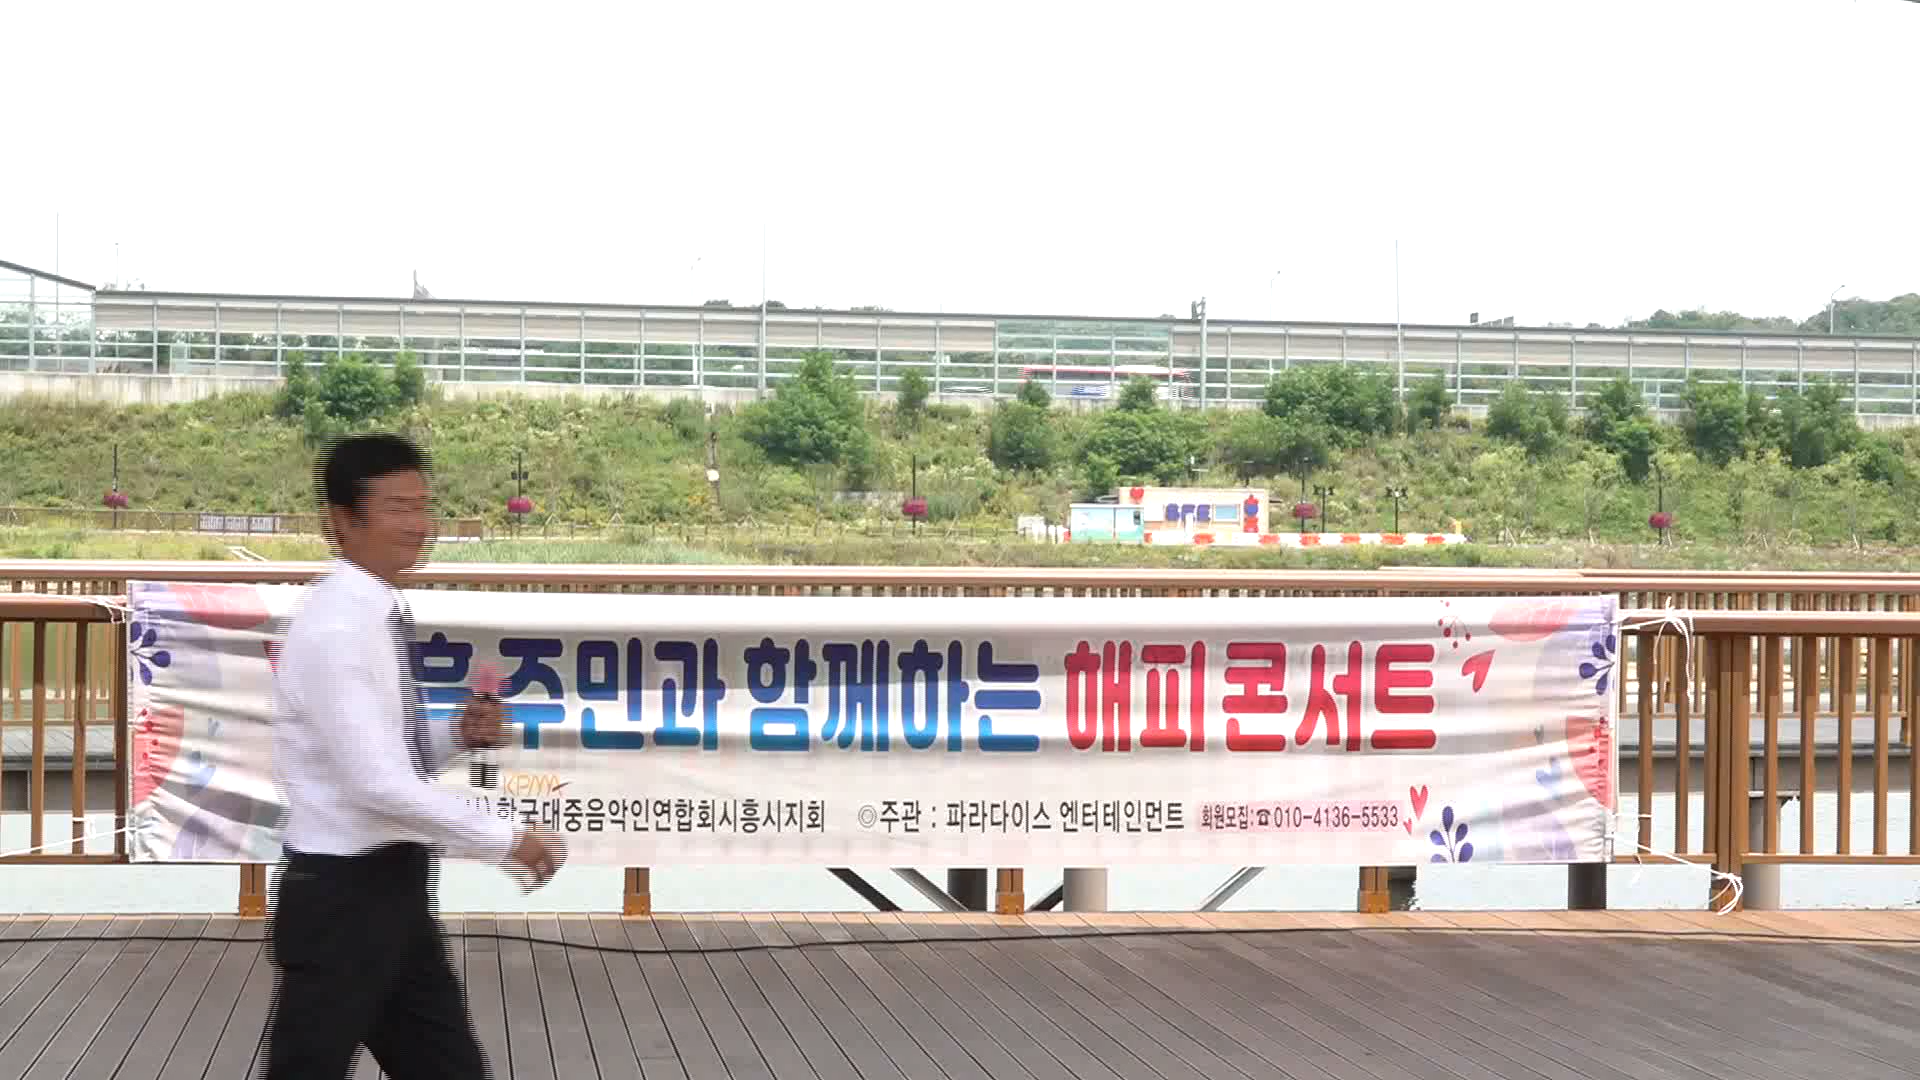 흥주민과 함께하는 해피콘서트
KPMA
한국대중음악인연합회시흥시지회 ◎주관 : 파라다이스 엔터테인먼트 회원모집:☎010-4136-5533